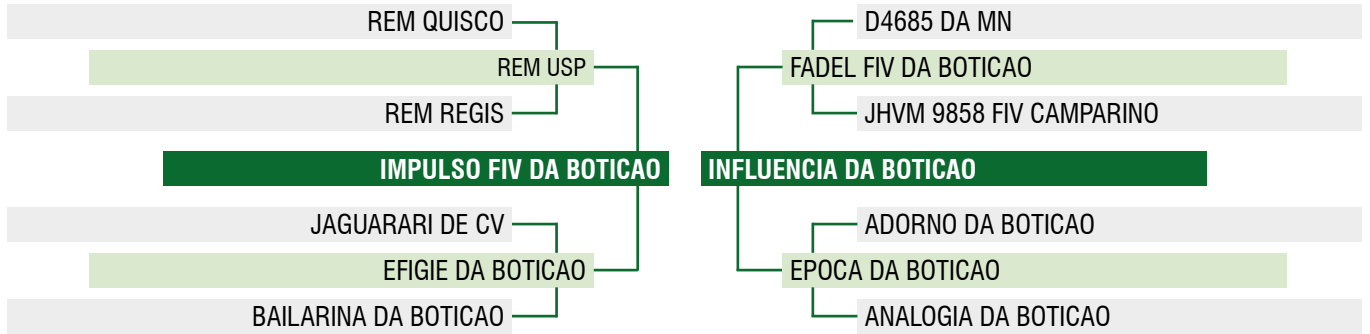 REM QUISCO
REM USP
REM REGIS
IMPULSO FIV DA BOTICAO
JAGUARARI DE CV
EFIGIE DA BOTICAO
BAILARINA DA BOTICAO
D4685 DA MN
FADEL FIV DA BOTICAO
JHVM 9858 FIV CAMPARINO
INFLUENCIA DA BOTICAO
ADORNO DA BOTICAO
EPOCA DA BOTICAO
ANALOGIA DA BOTICAO